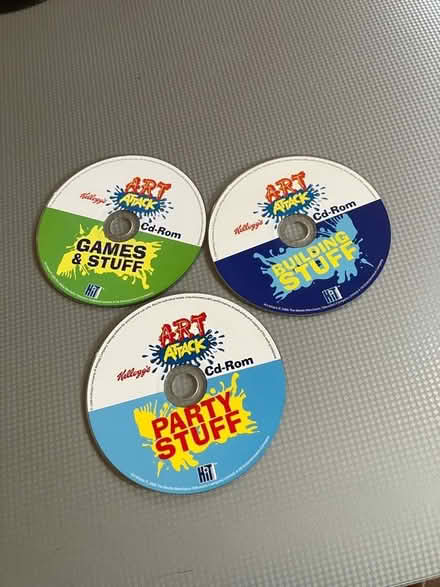 ART
ATTACK
Kellogg's
Cd-Rom
GAMES
& STUFF
HiT
ART
ATTACK
Kellogg's
Cd-Rom
BUILDING
STUFF
HiT
ART
ATTACK
Kellogg's
Cd-Rom
PARTY
STUFF
HiT